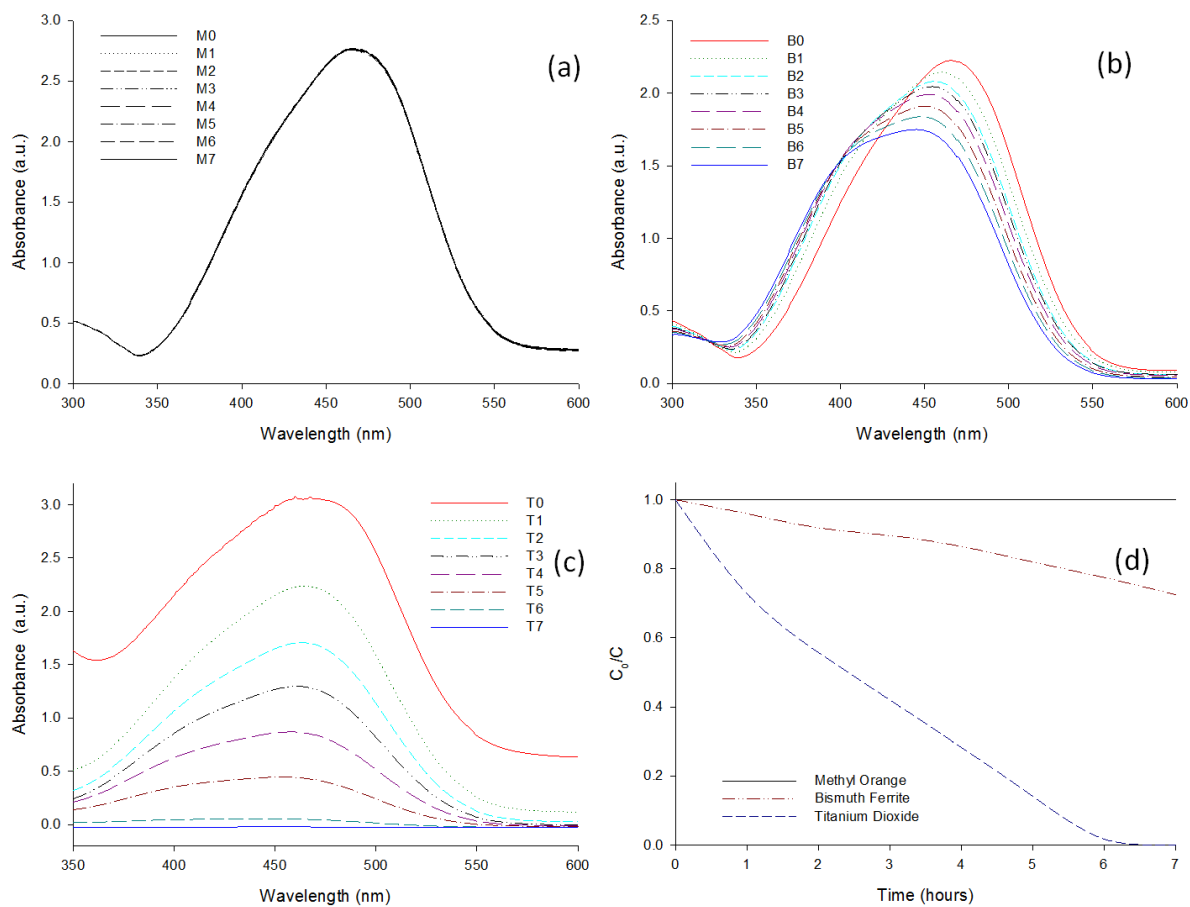 3.0
2.5
2.0
1.5
1.0
0.5
0.0
Absorbance (a.u.)
300 350 400 450 500 550 600
Wavelength (nm)
M0
M1
M2
M3
M4
M5
M6
M7
(a)
2.5
2.0
1.5
1.0
0.5
0.0
Absorbance (a.u.)
300 350 400 450 500 550 600
Wavelength (nm)
B0
B1
B2
B3
B4
B5
B6
B7
(b)
3.0
2.5
2.0
1.5
1.0
0.5
0.0
Absorbance (a.u.)
350 400 450 500 550 600
Wavelength (nm)
T0
T1
T2
T3
T4
T5
T6
T7
(c)
1.0
0.8
0.6
0.4
0.2
0.0
C₀/C
0 1 2 3 4 5 6 7
Time (hours)
Methyl Orange
Bismuth Ferrite
Titanium Dioxide
(d)